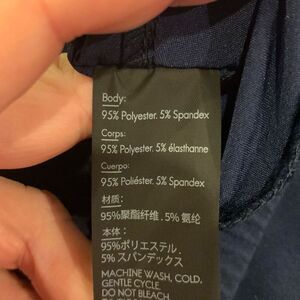 Body:
95% Polyester. 5% Spandex
Corps:
95% Polyester. 5% élasthanne
Cuerpo:
95% Poliéster. 5% Spandex
材质:
95%聚酯纤维. 5% 氨纶
本体:
95%ポリエステル.
5% スパンデックス
MACHINE WASH, COLD,
GENTLE CYCLE.
DO NOT BLEACH